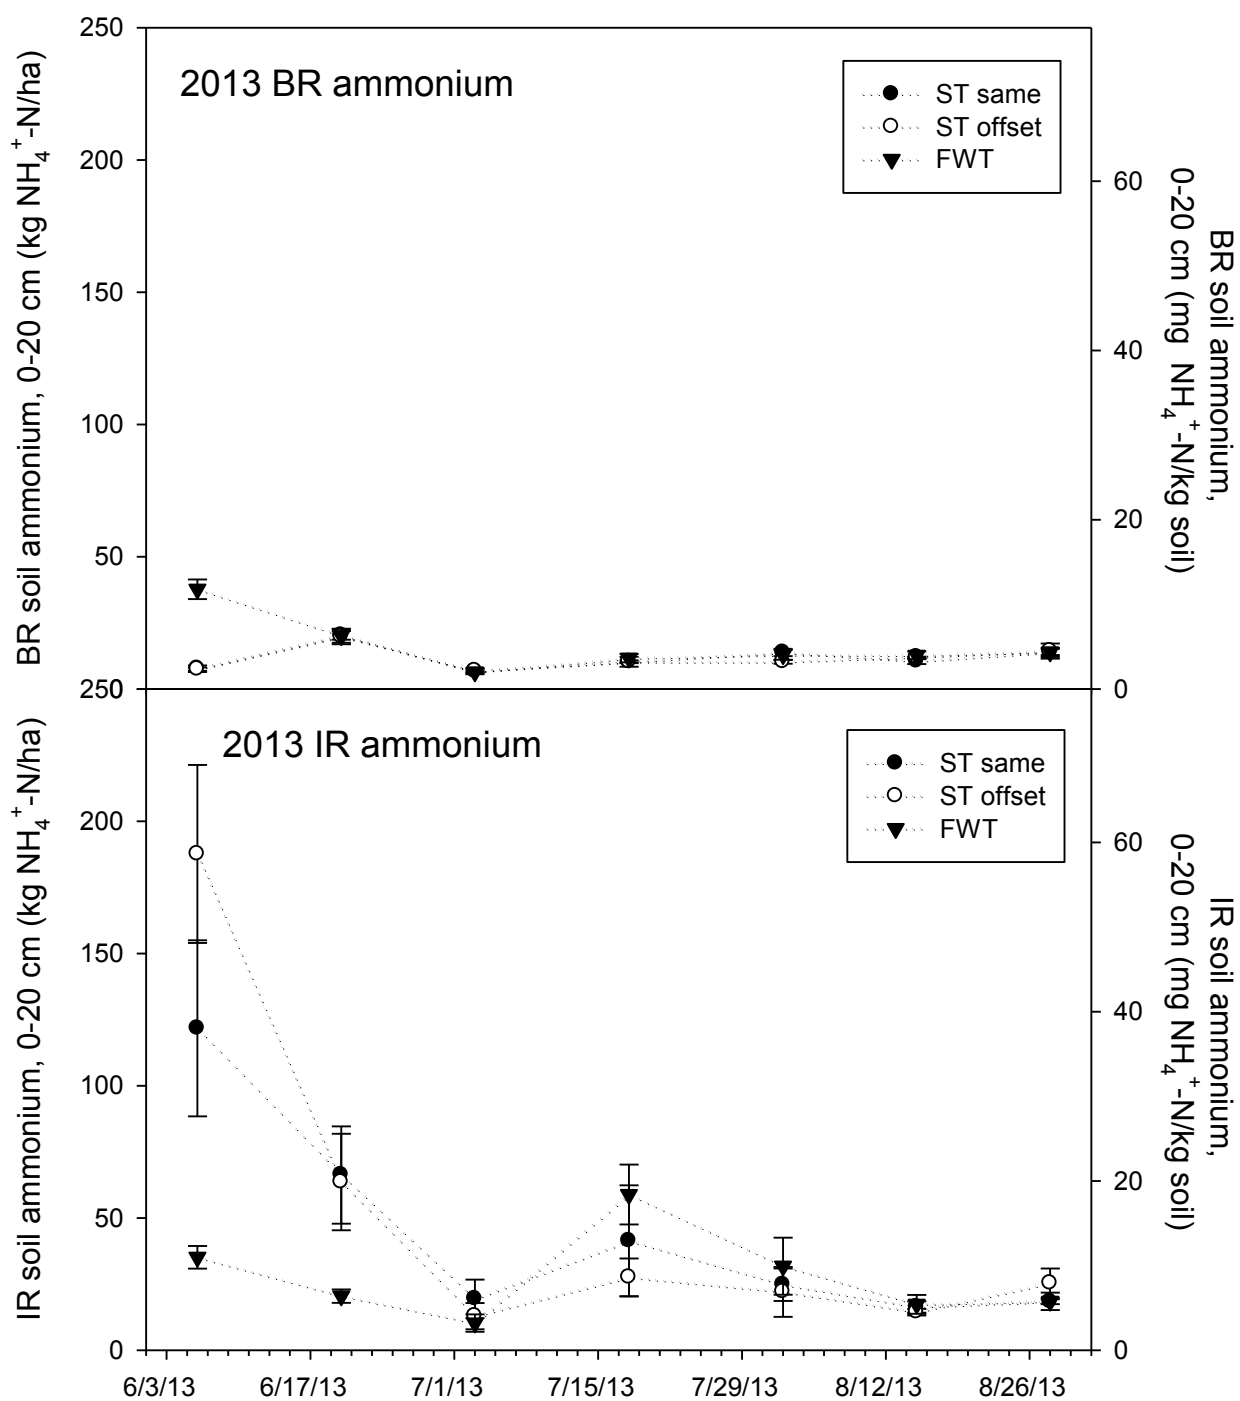 BR soil ammonium, 0-20 cm (kg NH4+-N/ha)
250
200
150
100
50
0
2013 BR ammonium
ST same
ST offset
FWT
60
40
20
0
BR soil ammonium,
0-20 cm (mg NH4+-N/kg soil)
IR soil ammonium, 0-20 cm (kg NH4+-N/ha)
250
200
150
100
50
0
2013 IR ammonium
ST same
ST offset
FWT
60
40
20
0
IR soil ammonium,
0-20 cm (mg NH4+-N/kg soil)
6/3/13 6/17/13 7/1/13 7/15/13 7/29/13 8/12/13 8/26/13